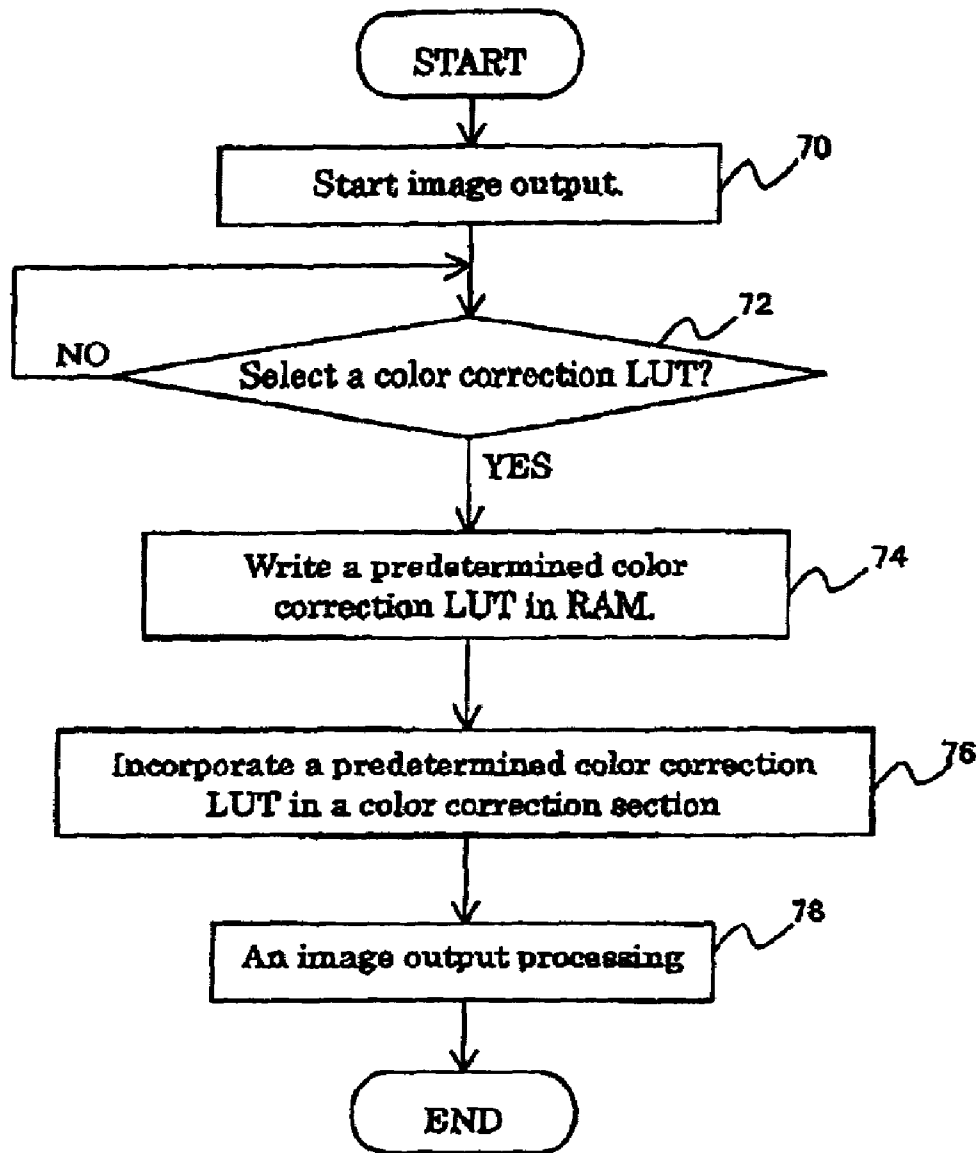 START
Start image output.
70
72
Select a color correction LUT?
NO
YES
Write a predetermined color
correction LUT in RAM.
74
Incorporate a predetermined color correction
LUT in a color correction section
76
An image output processing
78
END